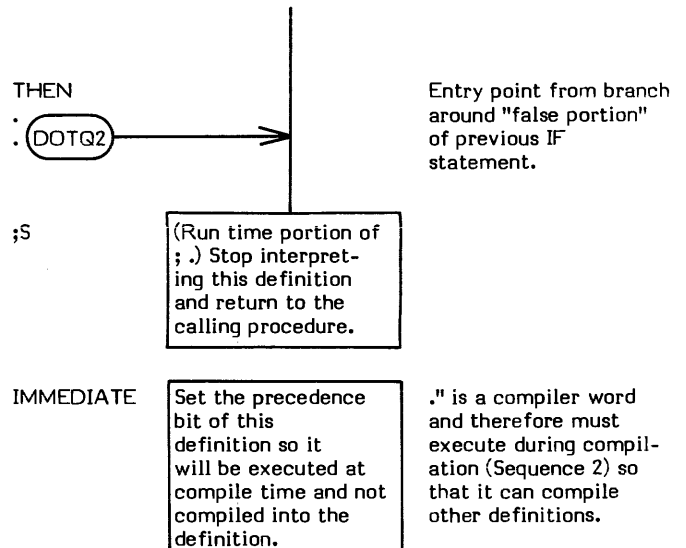 THEN
: DOTQ2
Entry point from branch
around "false portion"
of previous IF
statement.
;S
(Run time portion of
; .) Stop interpret-
ing this definition
and return to the
calling procedure.
IMMEDIATE
Set the precedence
bit of this
definition so it
will be executed at
compile time and not
compiled into the
definition.
." is a compiler word
and therefore must
execute during compil-
ation (Sequence 2) so
that it can compile
other definitions.